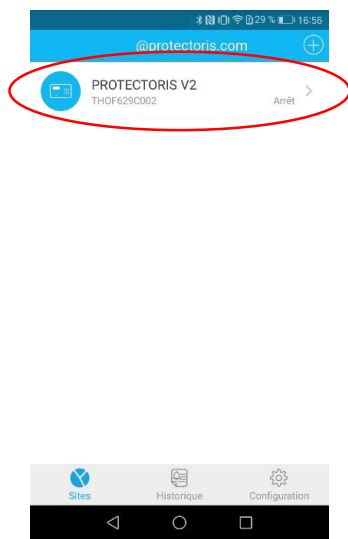 29 % 16:56
@protectoris.com
PROTECTORIS V2
THOF629C002
Arrêt
Sites Historique Configuration